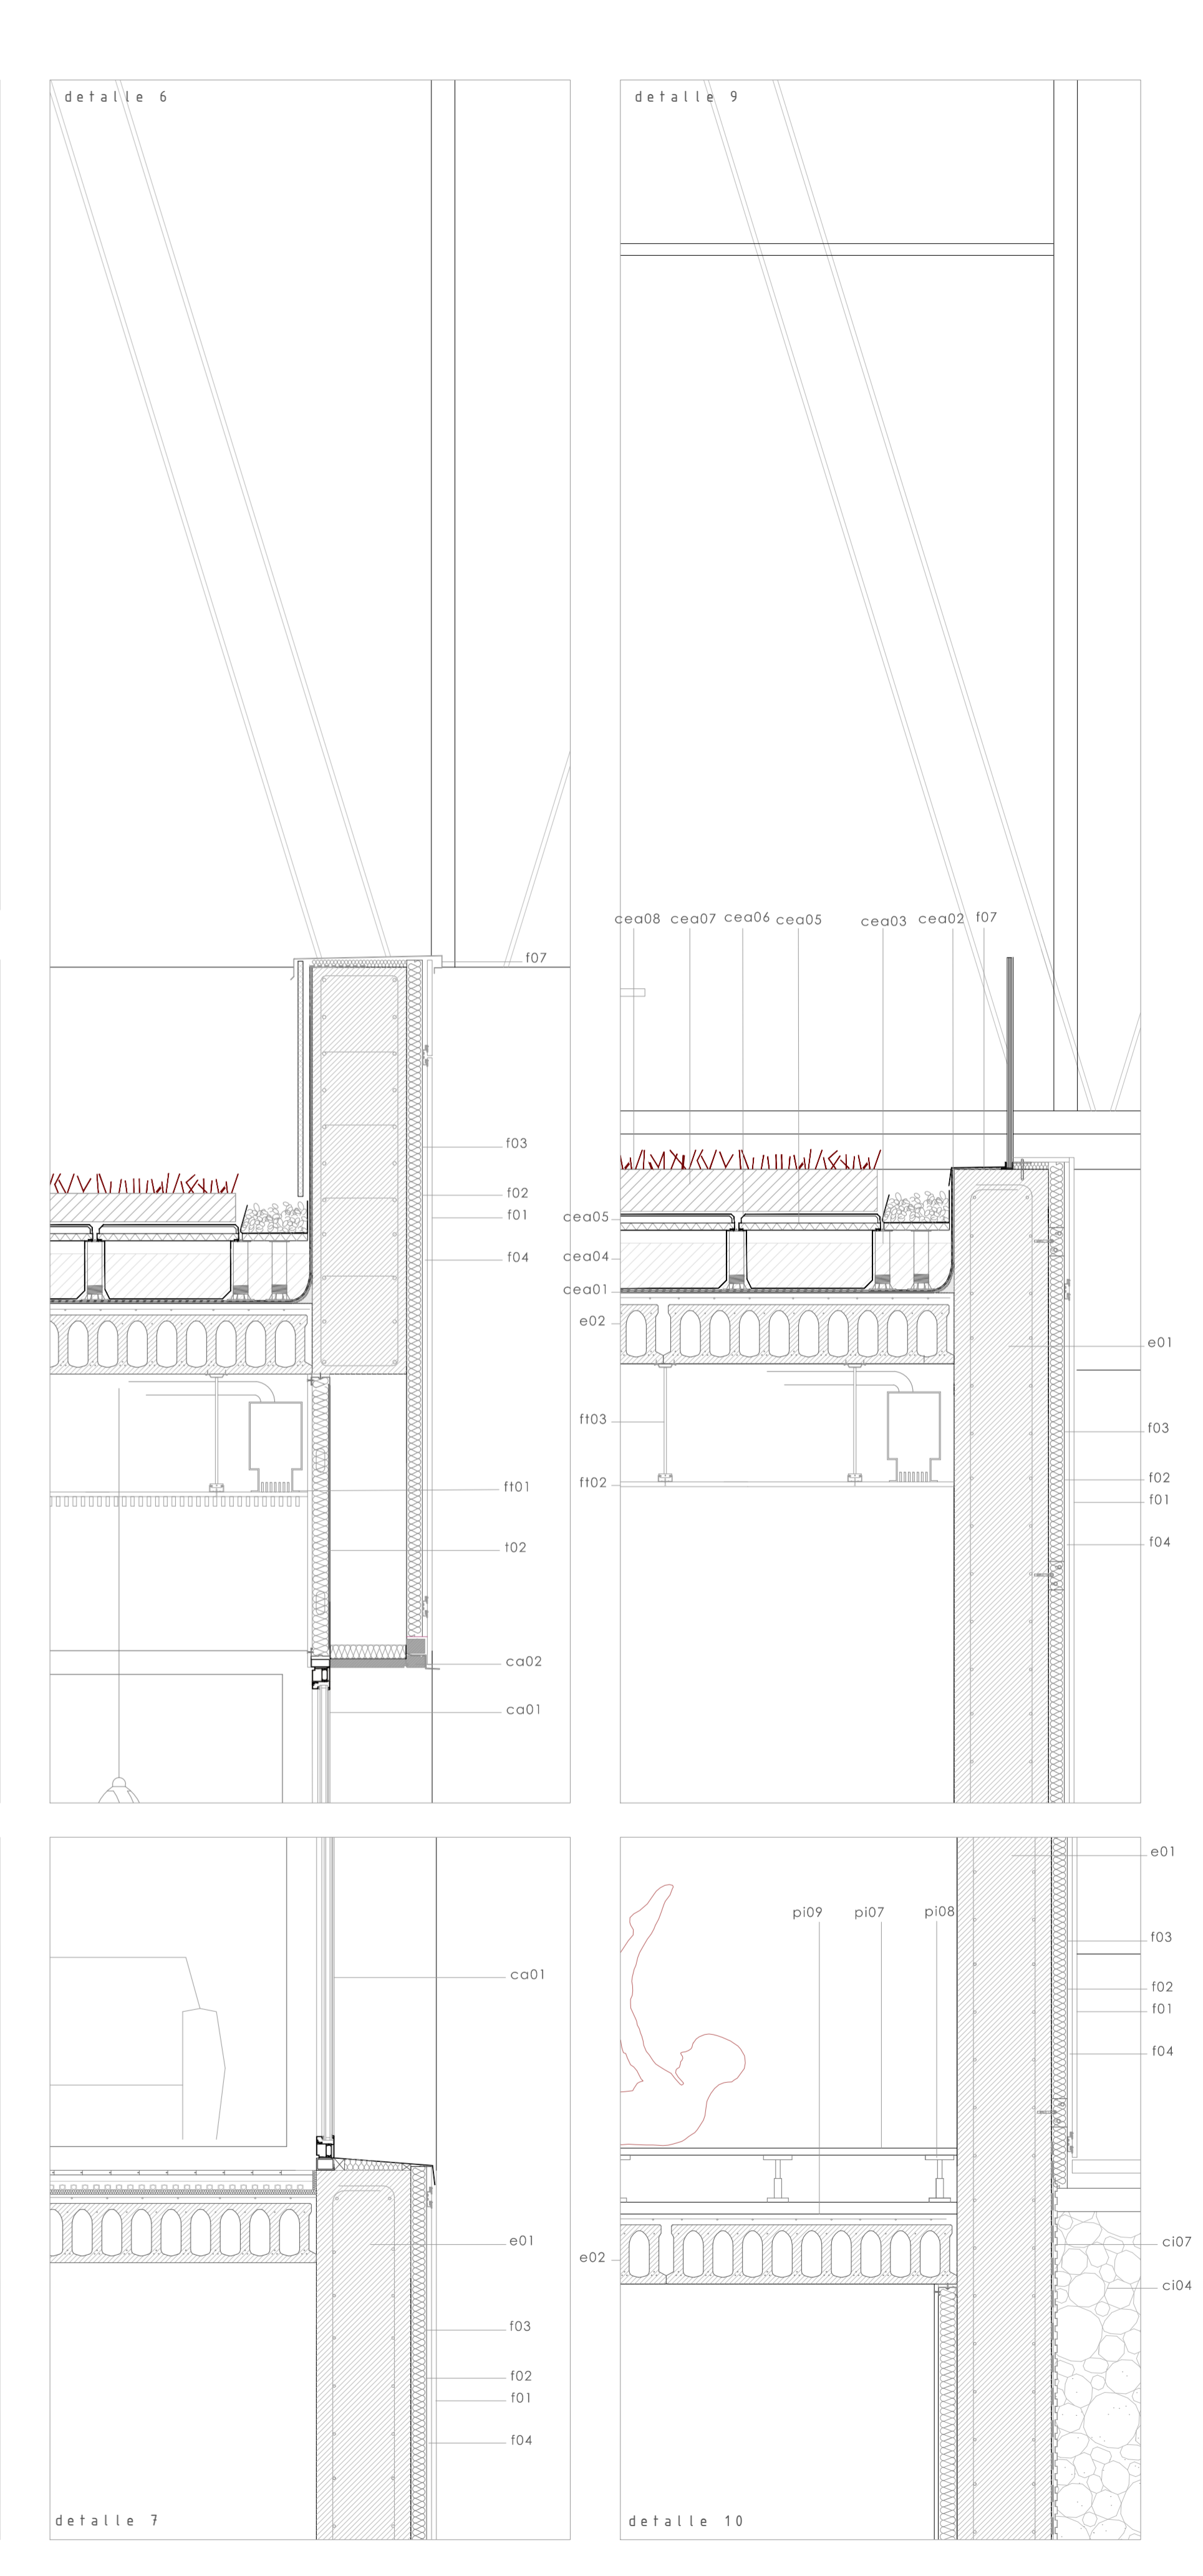 detalle 6
f07
f03
f02
f01
f04
ft01
t02
ca02
ca01
detalle 9
cea08 cea07 cea06 cea05 cea03 cea02 f07
cea05
cea04
cea01
e02
ft03
ft02
e01
f03
f02
f01
f04
ca01
e01
f03
f02
f01
f04
detalle 7
e01
pi09 pi07 pi08
f03
f02
f01
f04
e02
ci07
ci04
detalle 10